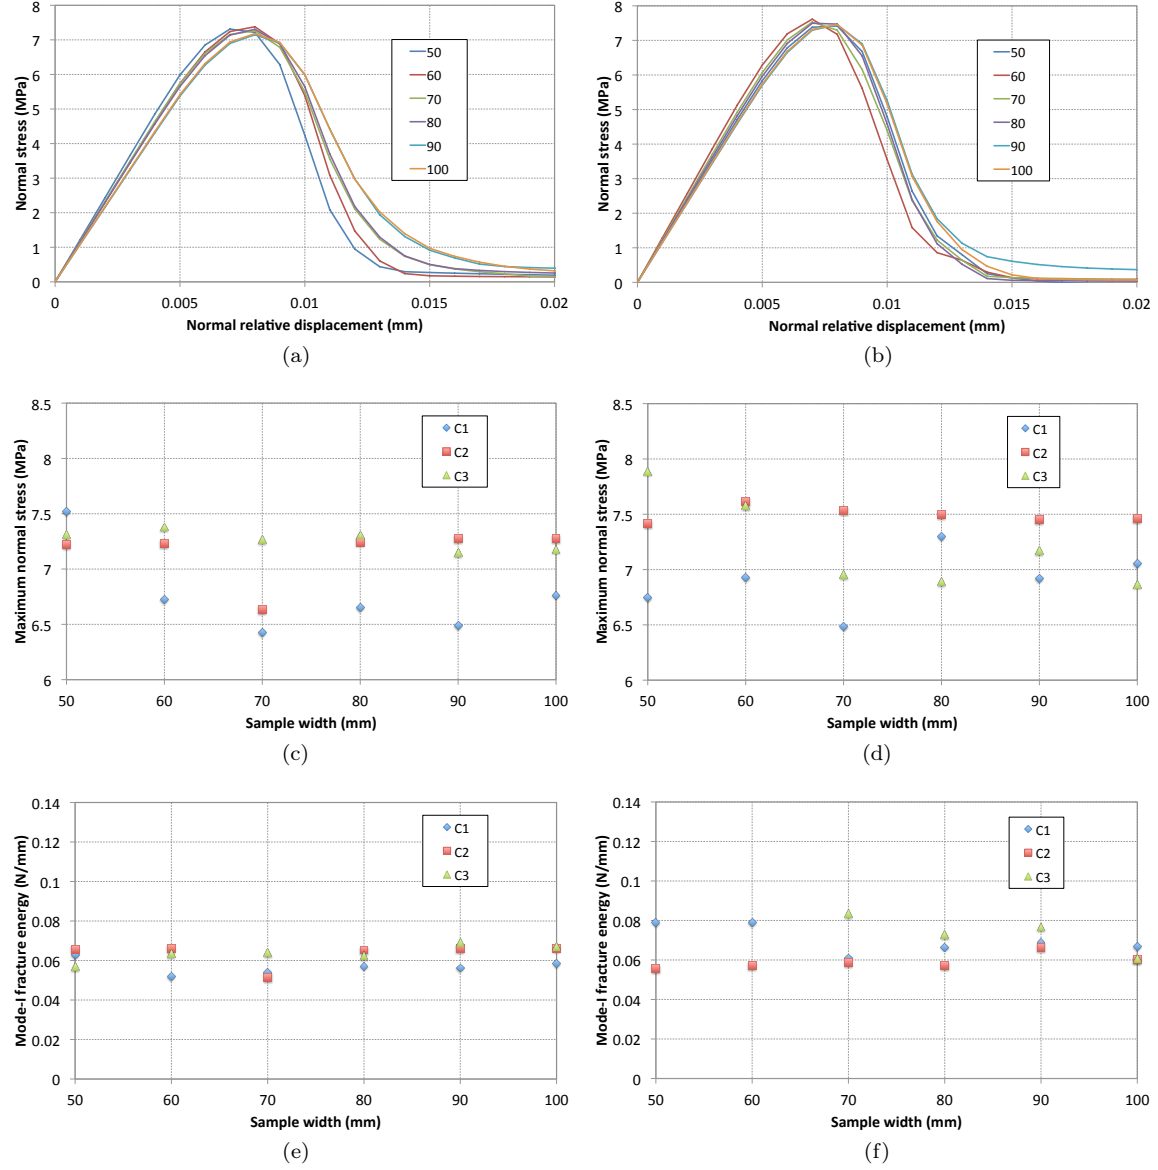 8
7
6
5
4
3
2
1
0
Normal stress (MPa)
50
60
70
80
90
100
0 0.005 0.01 0.015 0.02
Normal relative displacement (mm)
(a)
8
7
6
5
4
3
2
1
0
Normal stress (MPa)
50
60
70
80
90
100
0 0.005 0.01 0.015 0.02
Normal relative displacement (mm)
(b)
8.5
8
7.5
7
6.5
6
Maximum normal stress (MPa)
C1
C2
C3
50 60 70 80 90 100
Sample width (mm)
(c)
8.5
8
7.5
7
6.5
6
Maximum normal stress (MPa)
C1
C2
C3
50 60 70 80 90 100
Sample width (mm)
(d)
0.14
0.12
0.1
0.08
0.06
0.04
0.02
0
Mode-I fracture energy (N/mm)
C1
C2
C3
50 60 70 80 90 100
Sample width (mm)
(e)
0.14
0.12
0.1
0.08
0.06
0.04
0.02
0
Mode-I fracture energy (N/mm)
C1
C2
C3
50 60 70 80 90 100
Sample width (mm)
(f)